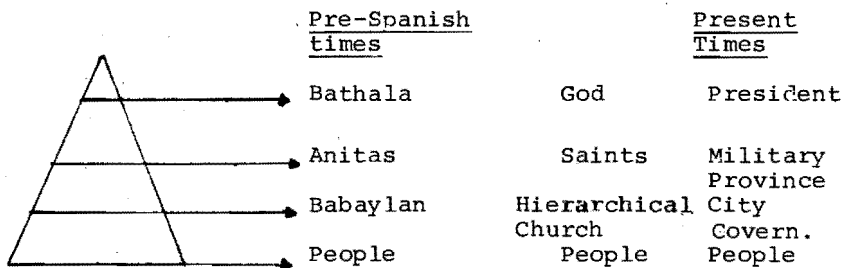 Pre-Spanish Present
times Times
Bathala God President
Anitas Saints Military
Province
Babaylan Hierarchical City
Church Covern.
People People People